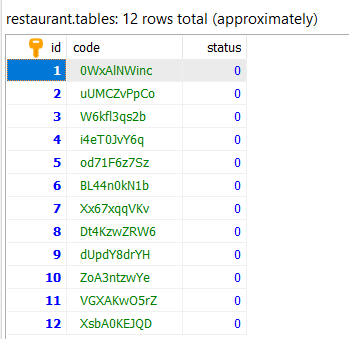 restaurant.tables: 12 rows total (approximately)
id code status
1 0WxAlNWinc 0
2 uUMCZvPpCo 0
3 W6kfl3qs2b 0
4 i4eT0JvY6q 0
5 od71F6z7Sz 0
6 BL44n0kN1b 0
7 Xx67xqqVKv 0
8 Dt4KzwZRW6 0
9 dUpdY8drYH 0
10 ZoA3ntzwYe 0
11 VGXAKwO5rZ 0
12 XsbA0KEJQD 0